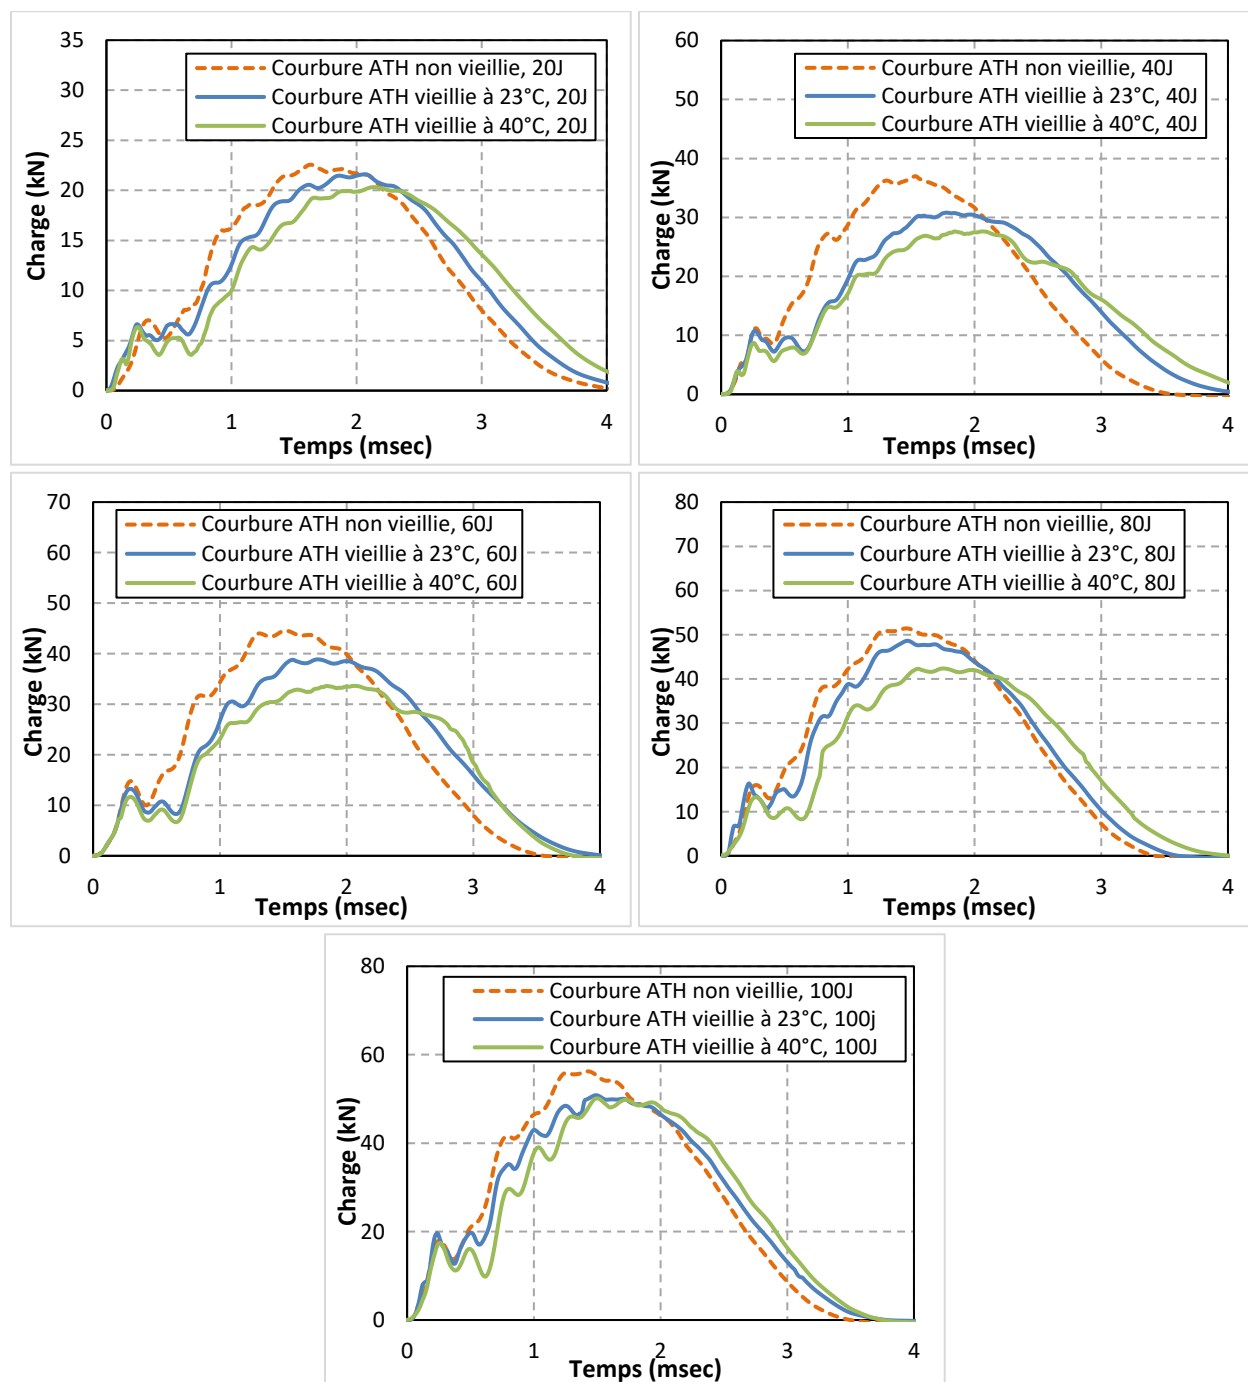 35
30
25
20
15
10
5
0
Charge (kN)
Courbure ATH non vieillie, 20J
Courbure ATH vieillie à 23°C, 20J
Courbure ATH vieillie à 40°C, 20J
0 1 2 3 4
Temps (msec)
60
50
40
30
20
10
0
Charge (kN)
Courbure ATH non vieillie, 40J
Courbure ATH vieillie à 23°C, 40J
Courbure ATH vieillie à 40°C, 40J
0 1 2 3 4
Temps (msec)
70
60
50
40
30
20
10
0
Charge (kN)
Courbure ATH non vieillie, 60J
Courbure ATH vieillie à 23°C, 60J
Courbure ATH vieillie à 40°C, 60J
0 1 2 3 4
Temps (msec)
80
70
60
50
40
30
20
10
0
Charge (kN)
Courbure ATH non vieillie, 80J
Courbure ATH vieillie à 23°C, 80J
Courbure ATH vieillie à 40°C, 80J
0 1 2 3 4
Temps (msec)
80
60
40
20
0
Charge (kN)
Courbure ATH non vieillie, 100J
Courbure ATH vieillie à 23°C, 100j
Courbure ATH vieillie à 40°C, 100J
0 1 2 3 4
Temps (msec)